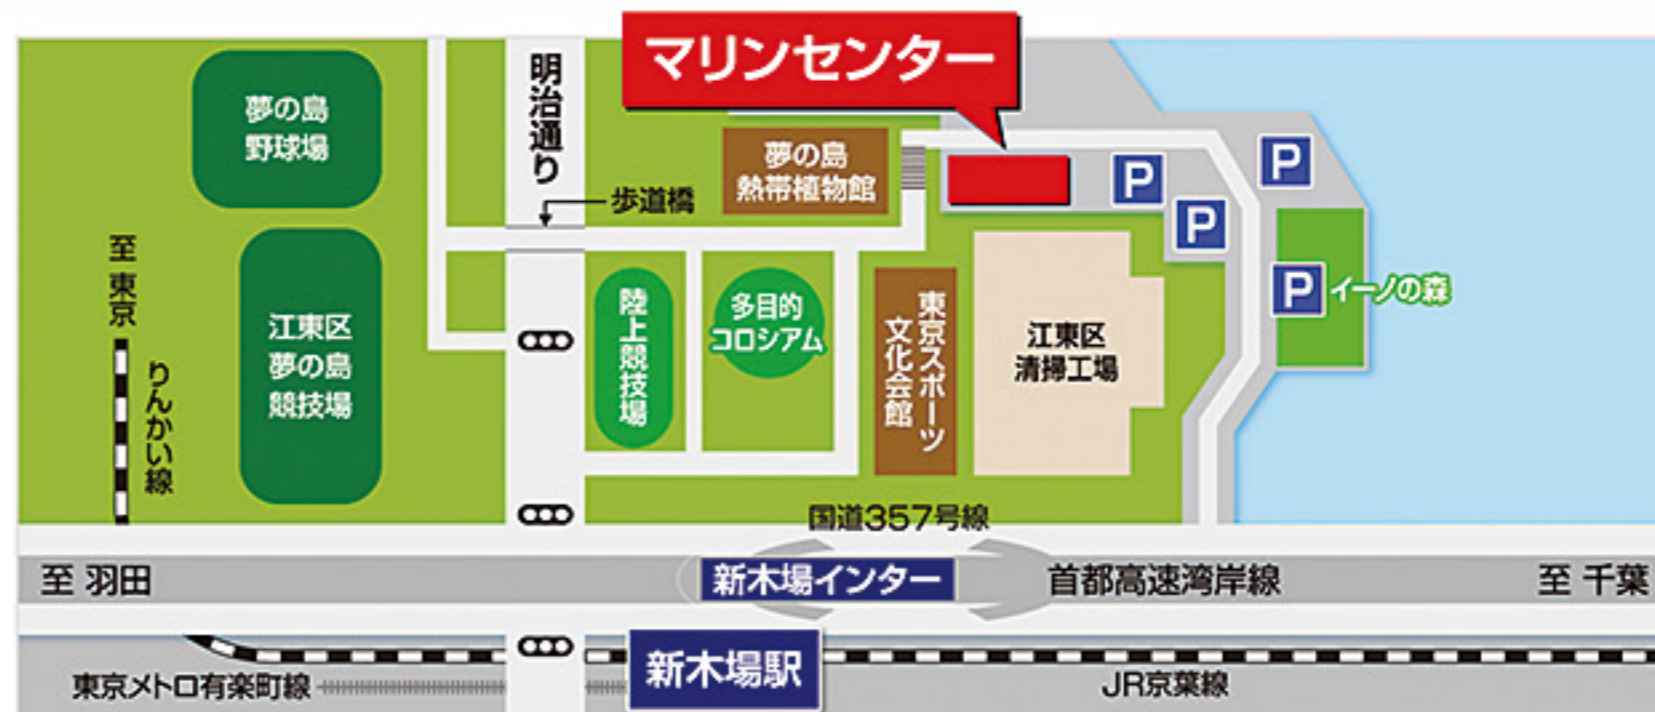 マリンセンター
明治通り
夢の島
野球場
夢の島
熱帯植物館
P
P
P
歩道橋
至 東京
りんかい線
江東区
夢の島
競技場
陸上競技場
多目的
コロシアム
東京スポーツ
文化会館
江東区
清掃工場
P
イーノの森
国道357号線
至 羽田
新木場インター
首都高速湾岸線
至 千葉
新木場駅
東京メトロ有楽町線
JR京葉線